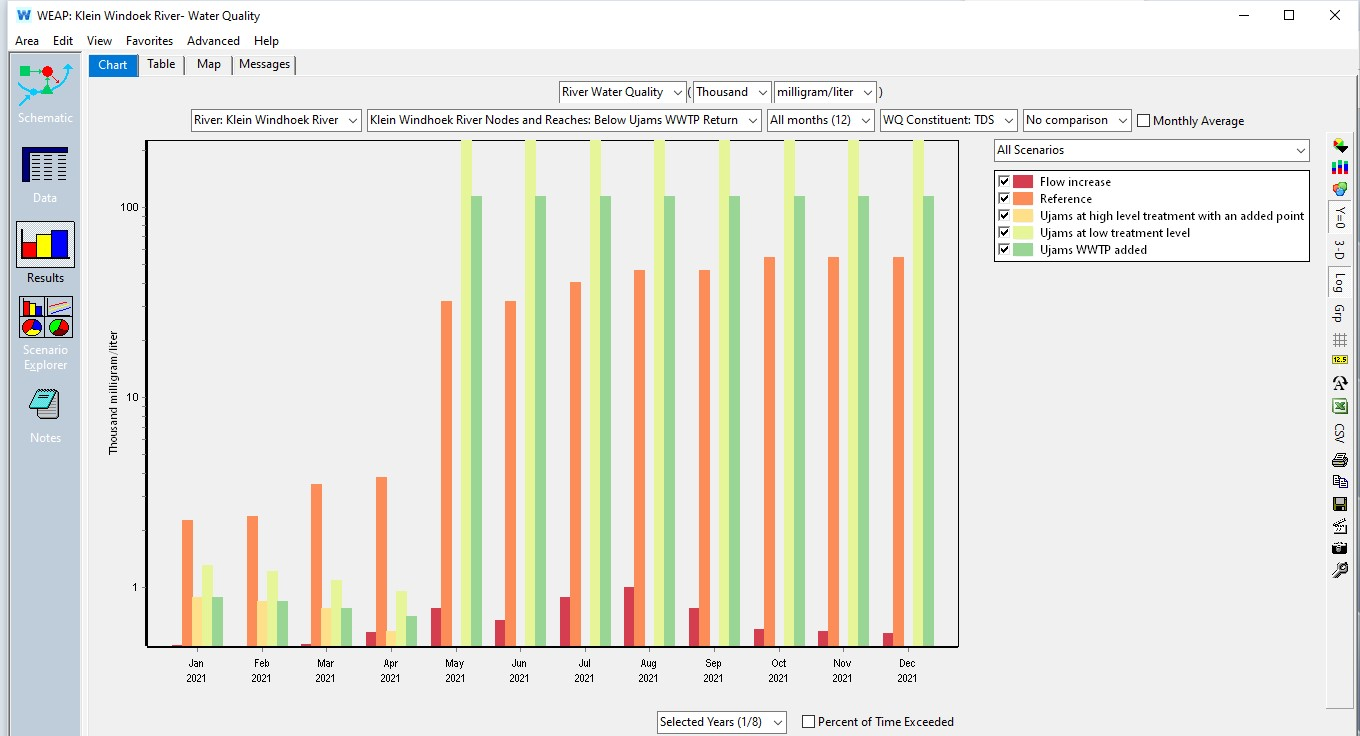 WEAP: Klein Windoek River- Water Quality
Area Edit View Favorites Advanced Help
Chart Table Map Messages
River Water Quality ( Thousand milligram/liter )
River: Klein Windhoek River Klein Windhoek River Nodes and Reaches: Below Ujams WWTP Return All months (12) WQ Constituent: TDS No comparison Monthly Average
All Scenarios
Flow increase
Reference
Ujams at high level treatment with an added point
Ujams at low treatment level
Ujams WWTP added
Schematic
Data
Results
Scenario
Explorer
Notes
Thousand milligram/liter
100
10
1
Jan Feb Mar Apr May Jun Jul Aug Sep Oct Nov Dec
2021 2021 2021 2021 2021 2021 2021 2021 2021 2021 2021 2021
Selected Years (1/8) Percent of Time Exceeded
Y=0
3-D
Log
Grp
12.5
CSV